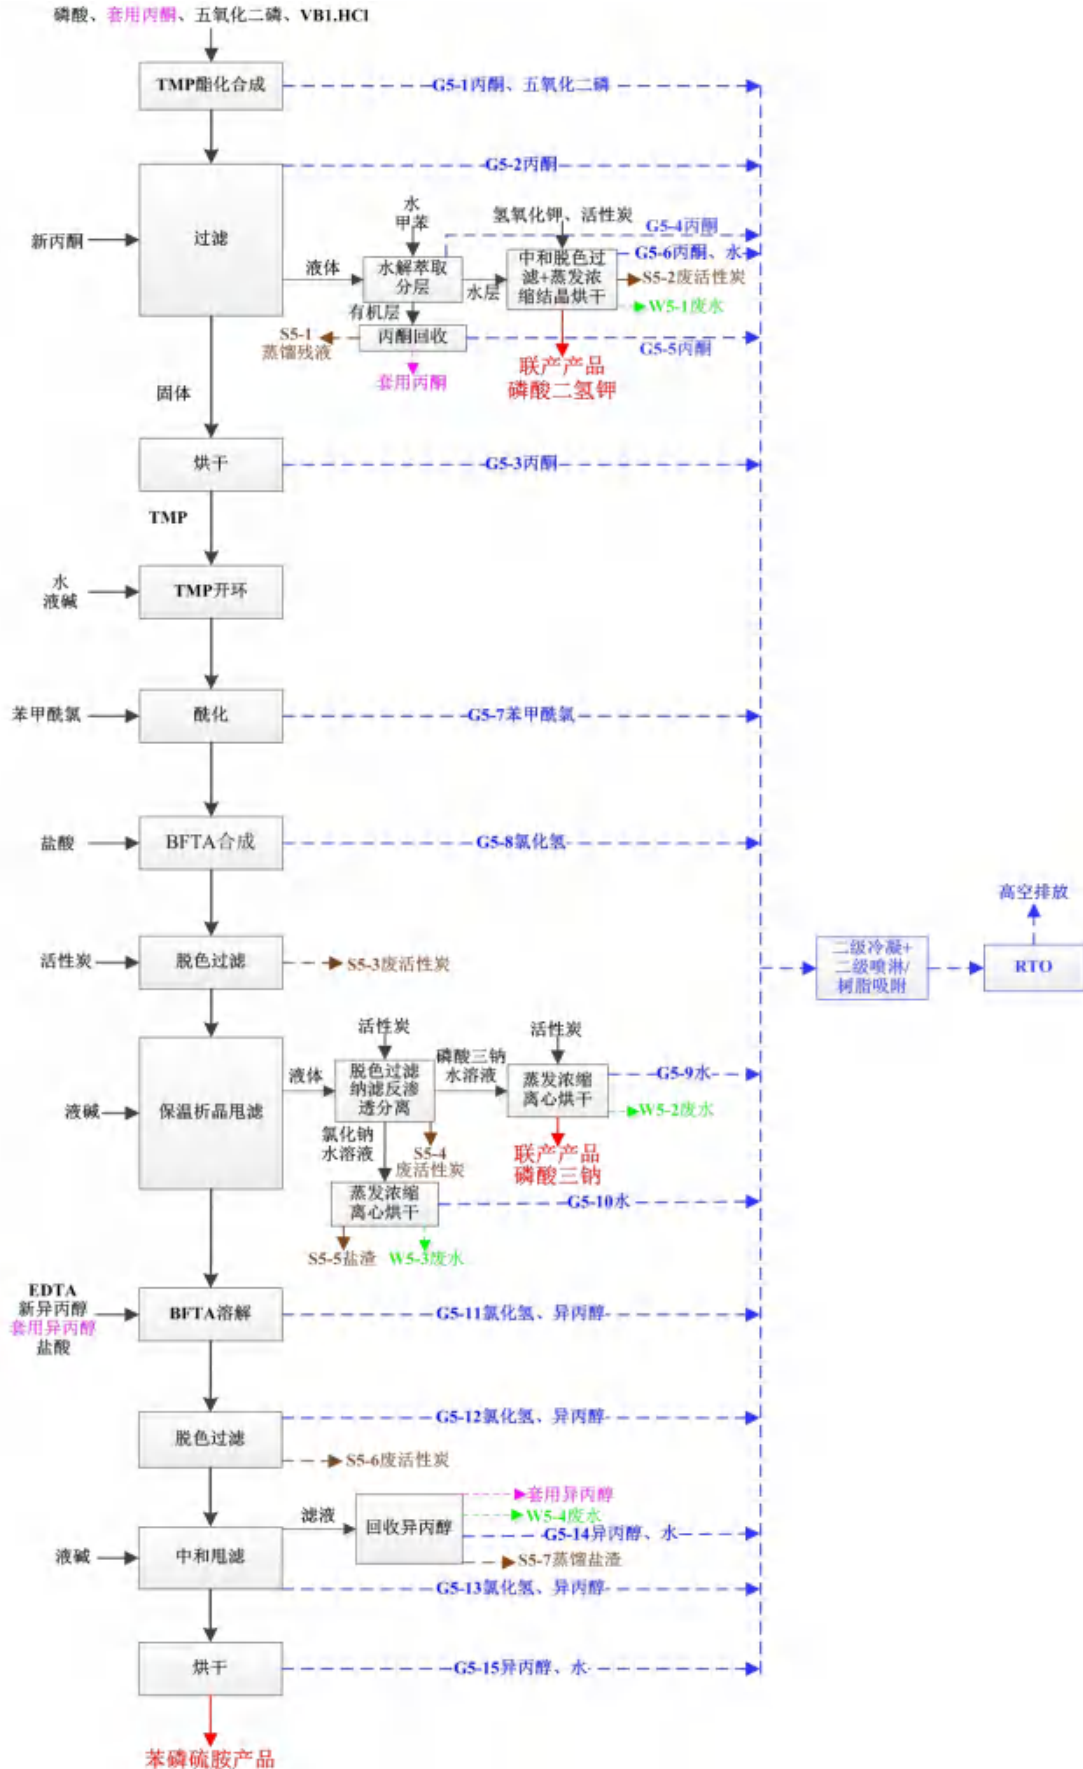 磷酸、套用丙酮、五氧化二磷、VB1.HCl
TMP酯化合成
G5-1丙酮、五氧化二磷
G5-2丙酮
新丙酮
过滤
水
甲苯
氢氧化钾、活性炭
G5-4丙酮
G5-6丙酮、水
液体
水解萃取
分层
水层
中和脱色过
滤+蒸发浓
缩结晶烘干
S5-2废活性炭
W5-1废水
有机层
S5-1
蒸馏残液
丙酮回收
G5-5丙酮
套用丙酮
联产产品
磷酸二氢钾
固体
烘干
G5-3丙酮
TMP
水
液碱
TMP开环
苯甲酰氯
酰化
G5-7苯甲酰氯
盐酸
BFTA合成
G5-8氯化氢
高空排放
活性炭
脱色过滤
S5-3废活性炭
二级冷凝+
二级喷淋/
树脂吸附
RTO
活性炭
活性炭
液体
脱色过滤
纳滤反渗
透分离
磷酸三钠
水溶液
蒸发浓缩
离心烘干
G5-9水
W5-2废水
液碱
保温析晶甩滤
氯化钠
水溶液
S5-4
废活性炭
联产产品
磷酸三钠
蒸发浓缩
离心烘干
G5-10水
S5-5盐渣
W5-3废水
EDTA
新异丙醇
套用异丙醇
盐酸
BFTA溶解
G5-11氯化氢、异丙醇
G5-12氯化氢、异丙醇
脱色过滤
S5-6废活性炭
滤液
回收异丙醇
套用异丙醇
W5-4废水
G5-14异丙醇、水
S5-7蒸馏盐渣
液碱
中和甩滤
G5-13氯化氢、异丙醇
烘干
G5-15异丙醇、水
苯磷硫胺产品